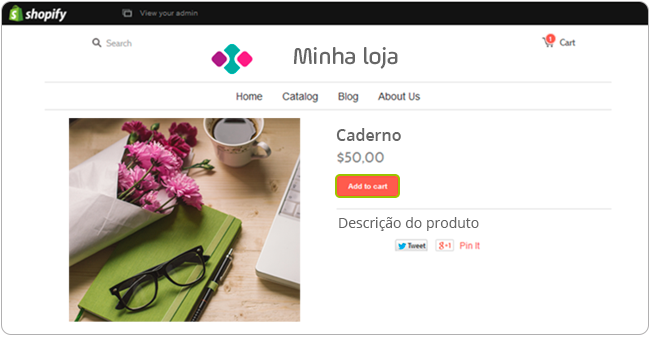 shopify View your admin
Search
Minha loja
1
Cart
Home Catalog Blog About Us
Caderno
$50,00
Add to cart
Descrição do produto
Tweet g+1 Pin It